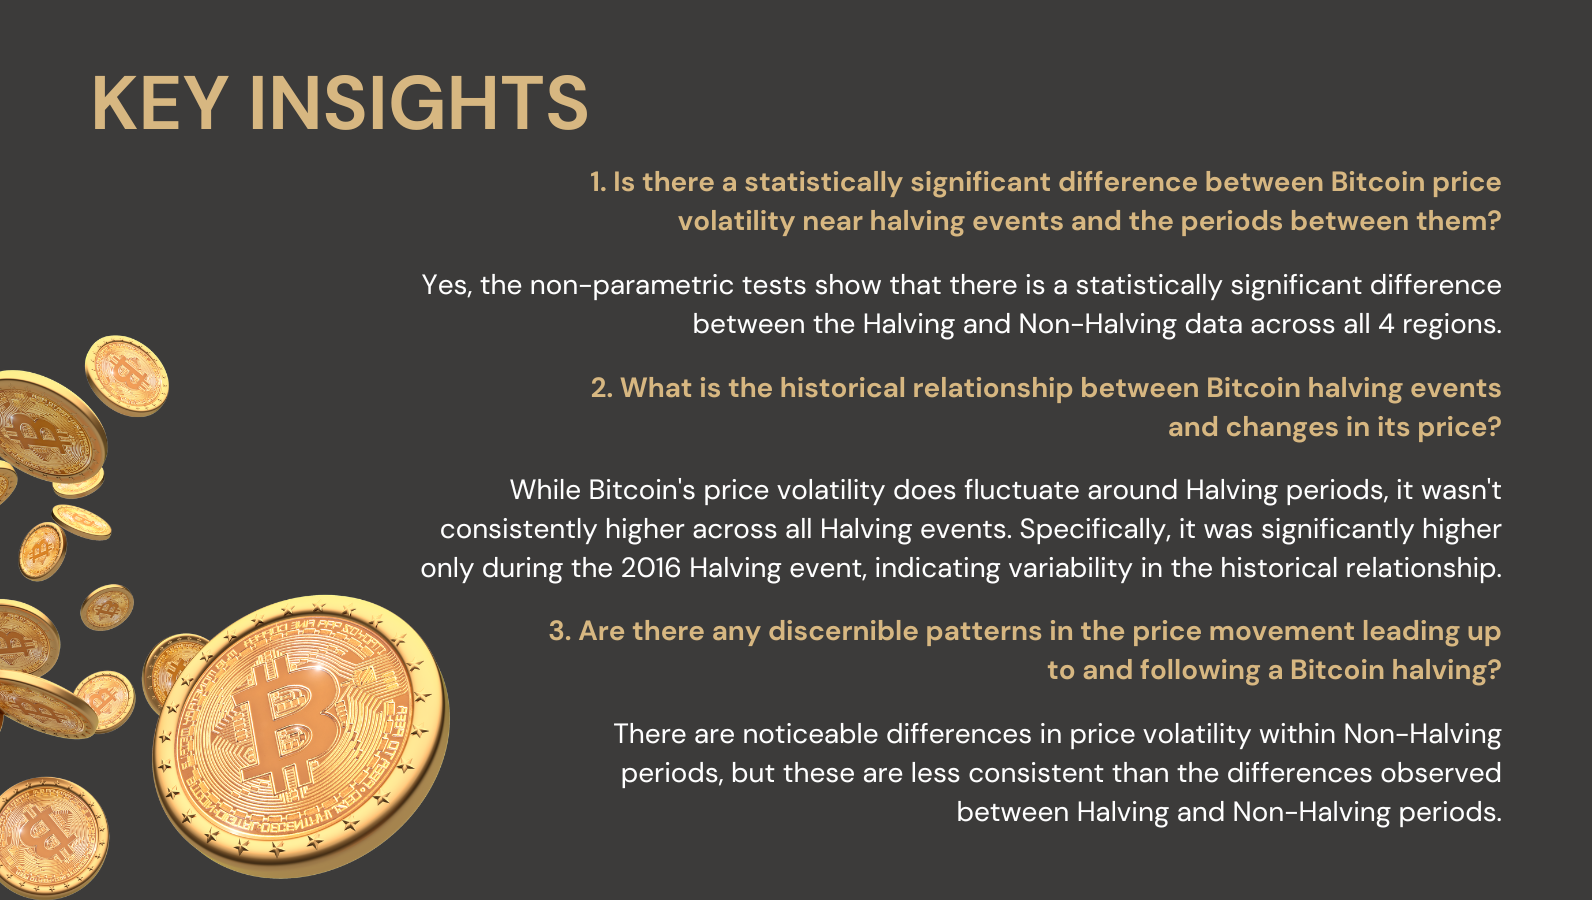 KEY INSIGHTS
1. Is there a statistically significant difference between Bitcoin price
volatility near halving events and the periods between them?
Yes, the non-parametric tests show that there is a statistically significant difference
between the Halving and Non-Halving data across all 4 regions.
2. What is the historical relationship between Bitcoin halving events
and changes in its price?
While Bitcoin's price volatility does fluctuate around Halving periods, it wasn't
consistently higher across all Halving events. Specifically, it was significantly higher
only during the 2016 Halving event, indicating variability in the historical relationship.
3. Are there any discernible patterns in the price movement leading up
to and following a Bitcoin halving?
There are noticeable differences in price volatility within Non-Halving
periods, but these are less consistent than the differences observed
between Halving and Non-Halving periods.